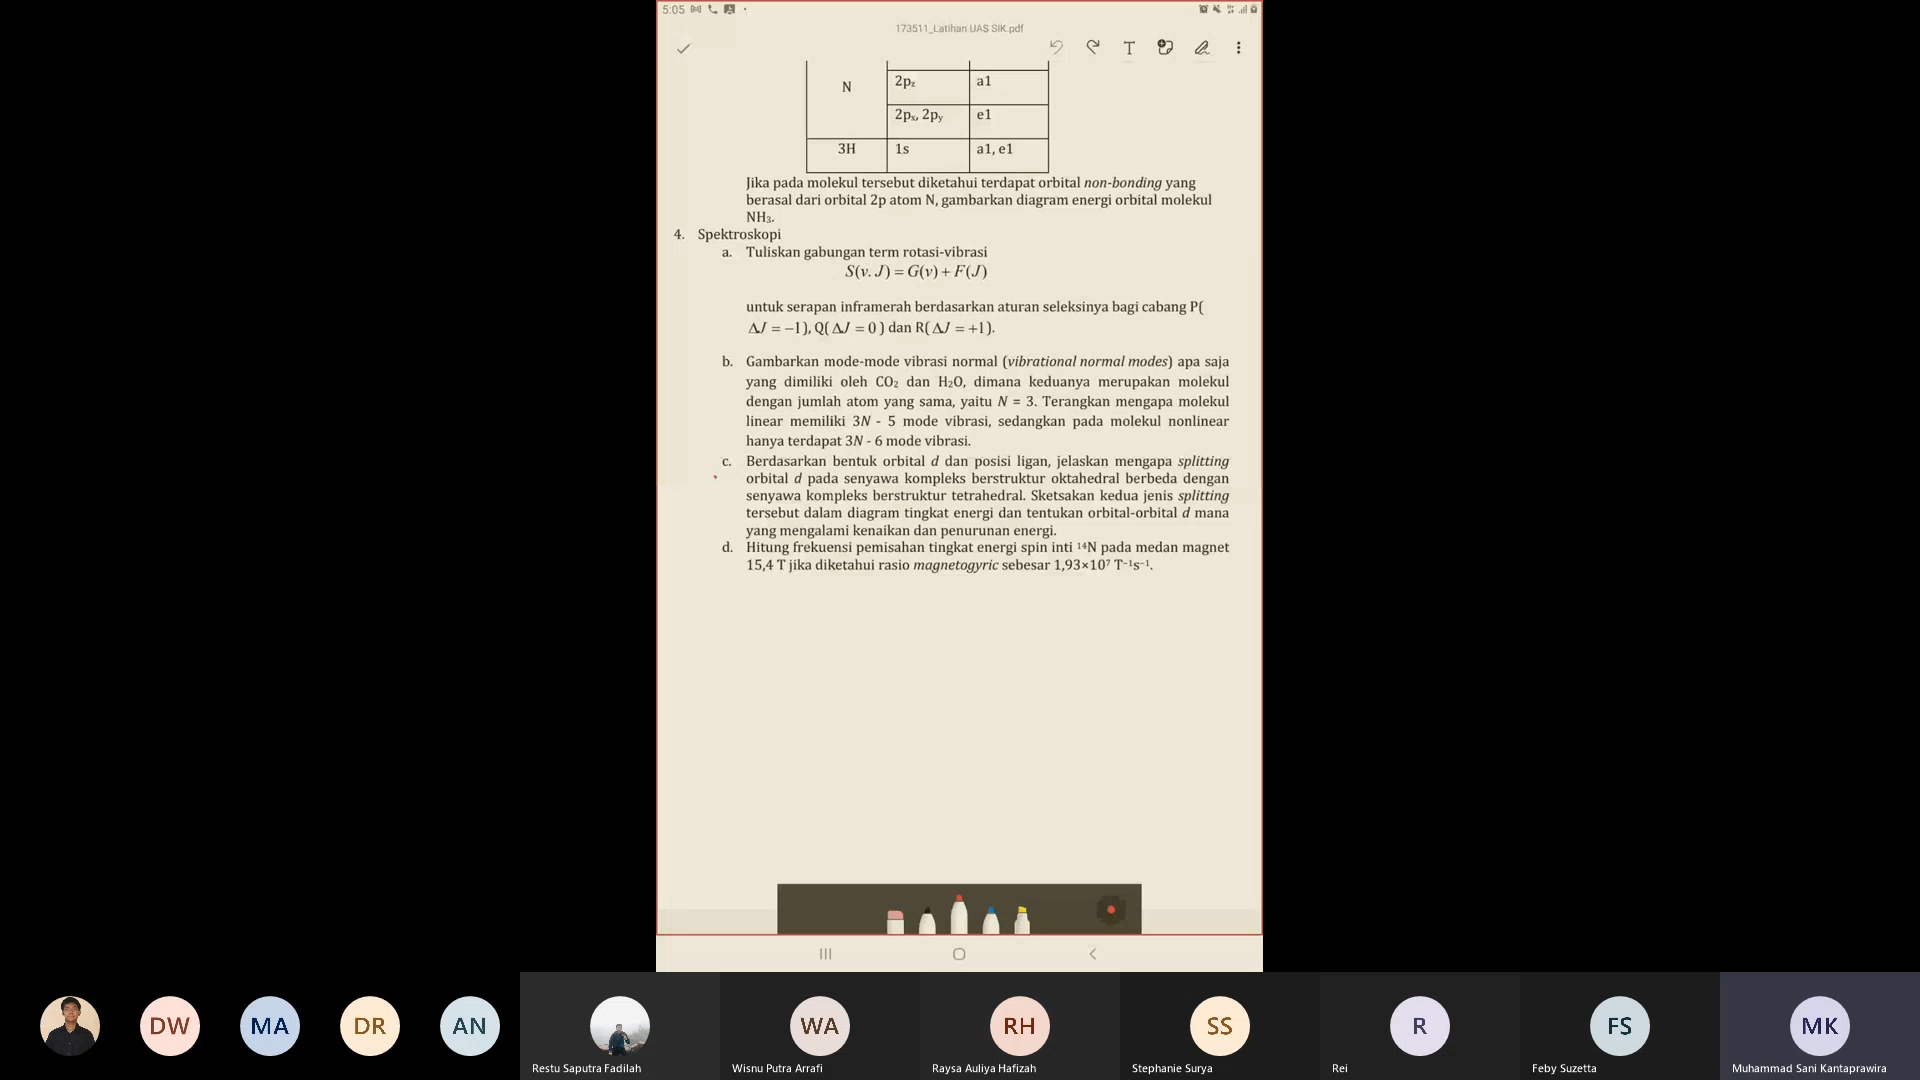 5:05
173511_Latihan UAS SIK.pdf
T
N
2pz
a1
2px, 2py
e1
3H
1s
a1, e1
Jika pada molekul tersebut diketahui terdapat orbital non-bonding yang
berasal dari orbital 2p atom N, gambarkan diagram energi orbital molekul
NH₃.
4. Spektroskopi
a. Tuliskan gabungan term rotasi-vibrasi
S(v. J) = G(v) + F(J)
untuk serapan inframerah berdasarkan aturan seleksinya bagi cabang P(
ΔJ = −1), Q( ΔJ = 0 ) dan R( ΔJ = +1 ).
b. Gambarkan mode-mode vibrasi normal (vibrational normal modes) apa saja
yang dimiliki oleh CO₂ dan H₂O, dimana keduanya merupakan molekul
dengan jumlah atom yang sama, yaitu N = 3. Terangkan mengapa molekul
linear memiliki 3N - 5 mode vibrasi, sedangkan pada molekul nonlinear
hanya terdapat 3N - 6 mode vibrasi.
c. Berdasarkan bentuk orbital d dan posisi ligan, jelaskan mengapa splitting
orbital d pada senyawa kompleks berstruktur oktahedral berbeda dengan
senyawa kompleks berstruktur tetrahedral. Sketsakan kedua jenis splitting
tersebut dalam diagram tingkat energi dan tentukan orbital-orbital d mana
yang mengalami kenaikan dan penurunan energi.
d. Hitung frekuensi pemisahan tingkat energi spin inti ¹⁴N pada medan magnet
15,4 T jika diketahui rasio magnetogyric sebesar 1,93×10⁷ T⁻¹s⁻¹.
DW
MA
DR
AN
WA
RH
SS
R
FS
MK
Restu Saputra Fadilah
Wisnu Putra Arrafi
Raysa Auliya Hafizah
Stephanie Surya
Rei
Feby Suzetta
Muhammad Sani Kantaprawira